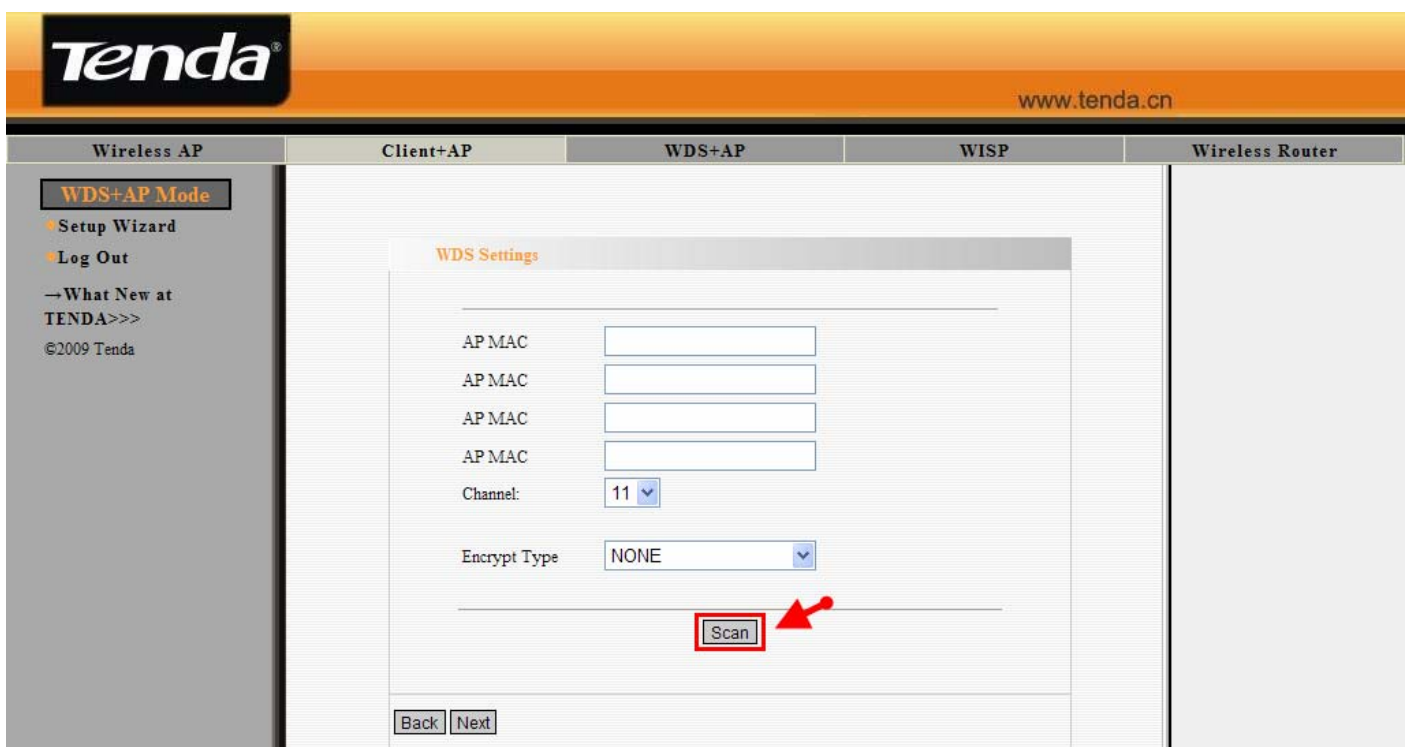 Tenda®
www.tenda.cn
Wireless AP
Client+AP
WDS+AP
WISP
Wireless Router
WDS+AP Mode
Setup Wizard
Log Out
→What New at
TENDA>>>
©2009 Tenda
WDS Settings
AP MAC
AP MAC
AP MAC
AP MAC
Channel: 11
Encrypt Type NONE
Scan
Back Next